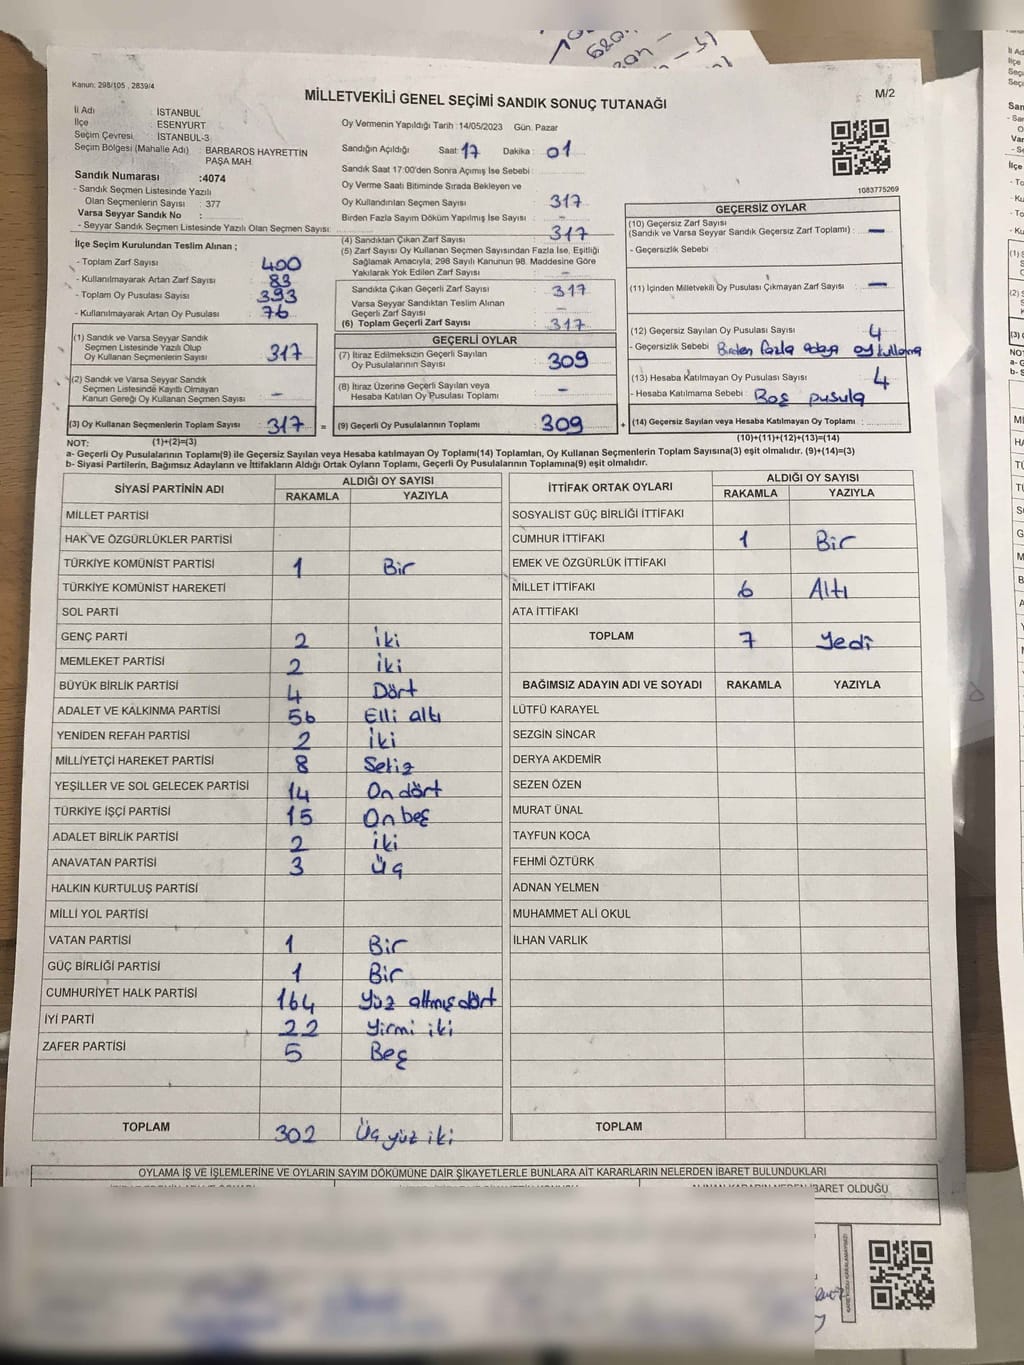 Kanun: 298/105 , 2839/4
MİLLETVEKİLİ GENEL SEÇİMİ SANDIK SONUÇ TUTANAĞI
M/2
İl Adı : İSTANBUL
İlçe : ESENYURT
Seçim Çevresi : İSTANBUL-3
Seçim Bölgesi (Mahalle Adı) : BARBAROS HAYRETTİN
PAŞA MAH.
Sandık Numarası :4074
- Sandık Seçmen Listesinde Yazılı
Olan Seçmenlerin Sayısı : 377
Varsa Seyyar Sandık No :
- Seyyar Sandık Seçmen Listesinde Yazılı Olan Seçmen Sayısı:
İlçe Seçim Kurulundan Teslim Alınan ;
- Toplam Zarf Sayısı : 400
- Kullanılmayarak Artan Zarf Sayısı : 83
- Toplam Oy Pusulası Sayısı : 393
- Kullanılmayarak Artan Oy Pusulası : 76
(1) Sandık ve Varsa Seyyar Sandık
Seçmen Listesinde Yazılı Olup
Oy Kullanan Seçmenlerin Sayısı : 317
(2) Sandık ve Varsa Seyyar Sandık
Seçmen Listesinde Kayıtlı Olmayan
Kanun Gereği Oy Kullanan Seçmen Sayısı : -
(3) Oy Kullanan Seçmenlerin Toplam Sayısı : 317 =
Oy Vermenin Yapıldığı Tarih :14/05/2023 Gün: Pazar
Sandığın Açıldığı Saat: 17 Dakika : 01
Sandık Saat 17:00'den Sonra Açımış İse Sebebi :
Oy Verme Saati Bitiminde Sırada Bekleyen ve
Oy Kullandırılan Seçmen Sayısı : 317
Birden Fazla Sayım Döküm Yapılmış İse Sayısı : -
(4) Sandıktan Çıkan Zarf Sayısı : 317
(5) Zarf Sayısı Oy Kullanan Seçmen Sayısından Fazla İse, Eşitliği
Sağlamak Amacıyla, 298 Sayılı Kanunun 98. Maddesine Göre
Yakılarak Yok Edilen Zarf Sayısı : -
Sandıkta Çıkan Geçerli Zarf Sayısı : 317
Varsa Seyyar Sandıktan Teslim Alınan
Geçerli Zarf Sayısı : -
(6) Toplam Geçerli Zarf Sayısı : 317
GEÇERLİ OYLAR
(7) İtiraz Edilmeksizin Geçerli Sayılan
Oy Pusulalarının Sayısı : 309
(8) İtiraz Üzerine Geçerli Sayılan veya
Hesaba Katılan Oy Pusulası Toplamı : -
(9) Geçerli Oy Pusulalarının Toplamı : 309 +
1083775269
GEÇERSİZ OYLAR
(10) Geçersiz Zarf Sayısı
(Sandık ve Varsa Seyyar Sandık Geçersiz Zarf Toplamı) : -
- Geçersizlik Sebebi :
(11) İçinden Milletvekili Oy Pusulası Çıkmayan Zarf Sayısı : -
(12) Geçersiz Sayılan Oy Pusulası Sayısı : 4
- Geçersizlik Sebebi : Birden fazla adaya oy kullanma
(13) Hesaba Katılmayan Oy Pusulası Sayısı : 4
- Hesaba Katılmama Sebebi : Boş pusula
(14) Geçersiz Sayılan veya Hesaba Katılmayan Oy Toplamı :
NOT: (1)+(2)=(3) (10)+(11)+(12)+(13)=(14)
a- Geçerli Oy Pusulalarının Toplamı(9) ile Geçersiz Sayılan veya Hesaba katılmayan Oy Toplamı(14) Toplamları, Oy Kullanan Seçmenlerin Toplam Sayısına(3) eşit olmalıdır. (9)+(14)=(3)
b- Siyasi Partilerin, Bağımsız Adayların ve İttifakların Aldığı Ortak Oyların Toplamı, Geçerli Oy Pusulalarının Toplamına(9) eşit olmalıdır.
SİYASİ PARTİNİN ADI ALDIĞI OY SAYISI
RAKAMLA YAZIYLA
MİLLET PARTİSİ
HAK VE ÖZGÜRLÜKLER PARTİSİ
TÜRKİYE KOMÜNİST PARTİSİ 1 Bir
TÜRKİYE KOMÜNİST HAREKETİ
SOL PARTİ
GENÇ PARTİ 2 iki
MEMLEKET PARTİSİ 2 iki
BÜYÜK BİRLİK PARTİSİ 4 Dört
ADALET VE KALKINMA PARTİSİ 56 Elli altı
YENİDEN REFAH PARTİSİ 2 iki
MİLLİYETÇİ HAREKET PARTİSİ 8 Sekiz
YEŞİLLER VE SOL GELECEK PARTİSİ 14 On dört
TÜRKİYE İŞÇİ PARTİSİ 15 On beş
ADALET BİRLİK PARTİSİ 2 iki
ANAVATAN PARTİSİ 3 Üç
HALKIN KURTULUŞ PARTİSİ
MİLLİ YOL PARTİSİ
VATAN PARTİSİ 1 Bir
GÜÇ BİRLİĞİ PARTİSİ 1 Bir
CUMHURİYET HALK PARTİSİ 164 Yüz altmış dört
İYİ PARTİ 22 Yirmi iki
ZAFER PARTİSİ 5 Beş
TOPLAM 302 Üç yüz iki
İTTİFAK ORTAK OYLARI ALDIĞI OY SAYISI
RAKAMLA YAZIYLA
SOSYALİST GÜÇ BİRLİĞİ İTTİFAKI
CUMHUR İTTİFAKI 1 Bir
EMEK VE ÖZGÜRLÜK İTTİFAKI
MİLLET İTTİFAKI 6 Altı
ATA İTTİFAKI
TOPLAM 7 Yedi
BAĞIMSIZ ADAYIN ADI VE SOYADI RAKAMLA YAZIYLA
LÜTFÜ KARAYEL
SEZGİN SİNCAR
DERYA AKDEMİR
SEZEN ÖZEN
MURAT ÜNAL
TAYFUN KOCA
FEHMİ ÖZTÜRK
ADNAN YELMEN
MUHAMMET ALİ OKUL
İLHAN VARLIK
TOPLAM
OYLAMA İŞ VE İŞLEMLERİNE VE OYLARIN SAYIM DÖKÜMÜNE DAİR ŞİKAYETLERLE BUNLARA AİT KARARLARIN NELERDEN İBARET BULUNDUKLARI
İBARET OLDUĞU